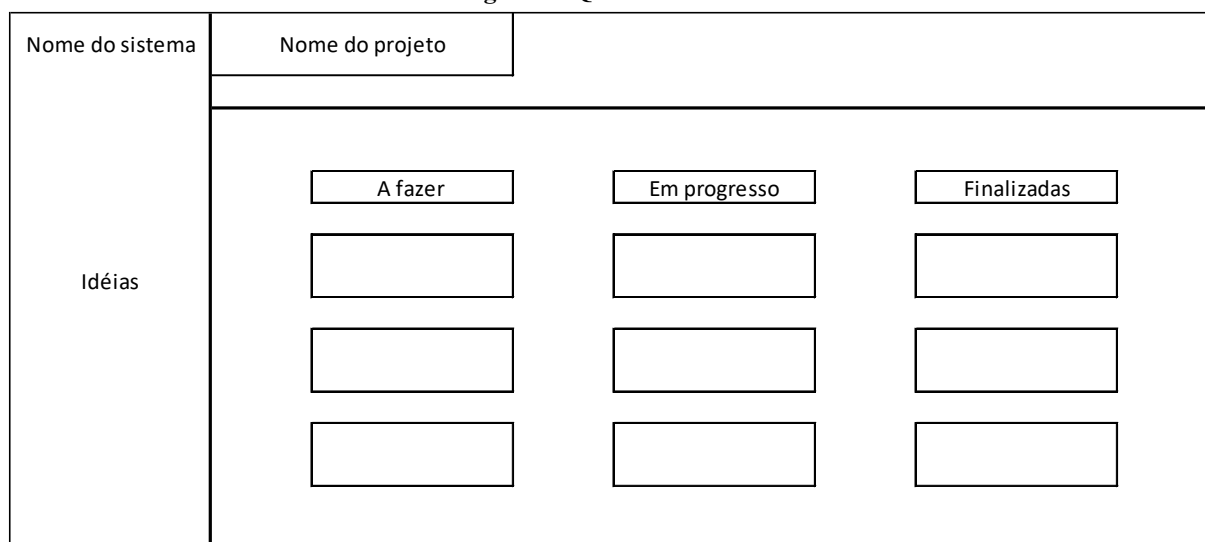 Nome do sistema
Nome do projeto
A fazer
Em progresso
Finalizadas
Idéias